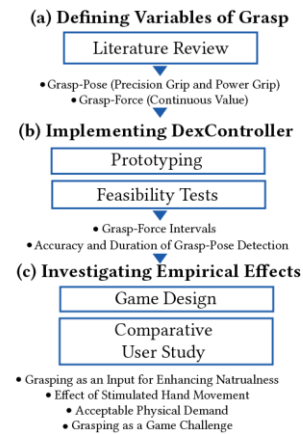 (a) Defining Variables of Grasp
Literature Review
• Grasp-Pose (Precision Grip and Power Grip)
• Grasp-Force (Continuous Value)
(b) Implementing DexController
Prototyping
Feasibility Tests
• Grasp-Force Intervals
• Accuracy and Duration of Grasp-Pose Detection
(c) Investigating Empirical Effects
Game Design
Comparative
User Study
• Grasping as an Input for Enhancing Natrualness
• Effect of Stimulated Hand Movement
• Acceptable Physical Demand
• Grasping as a Game Challenge